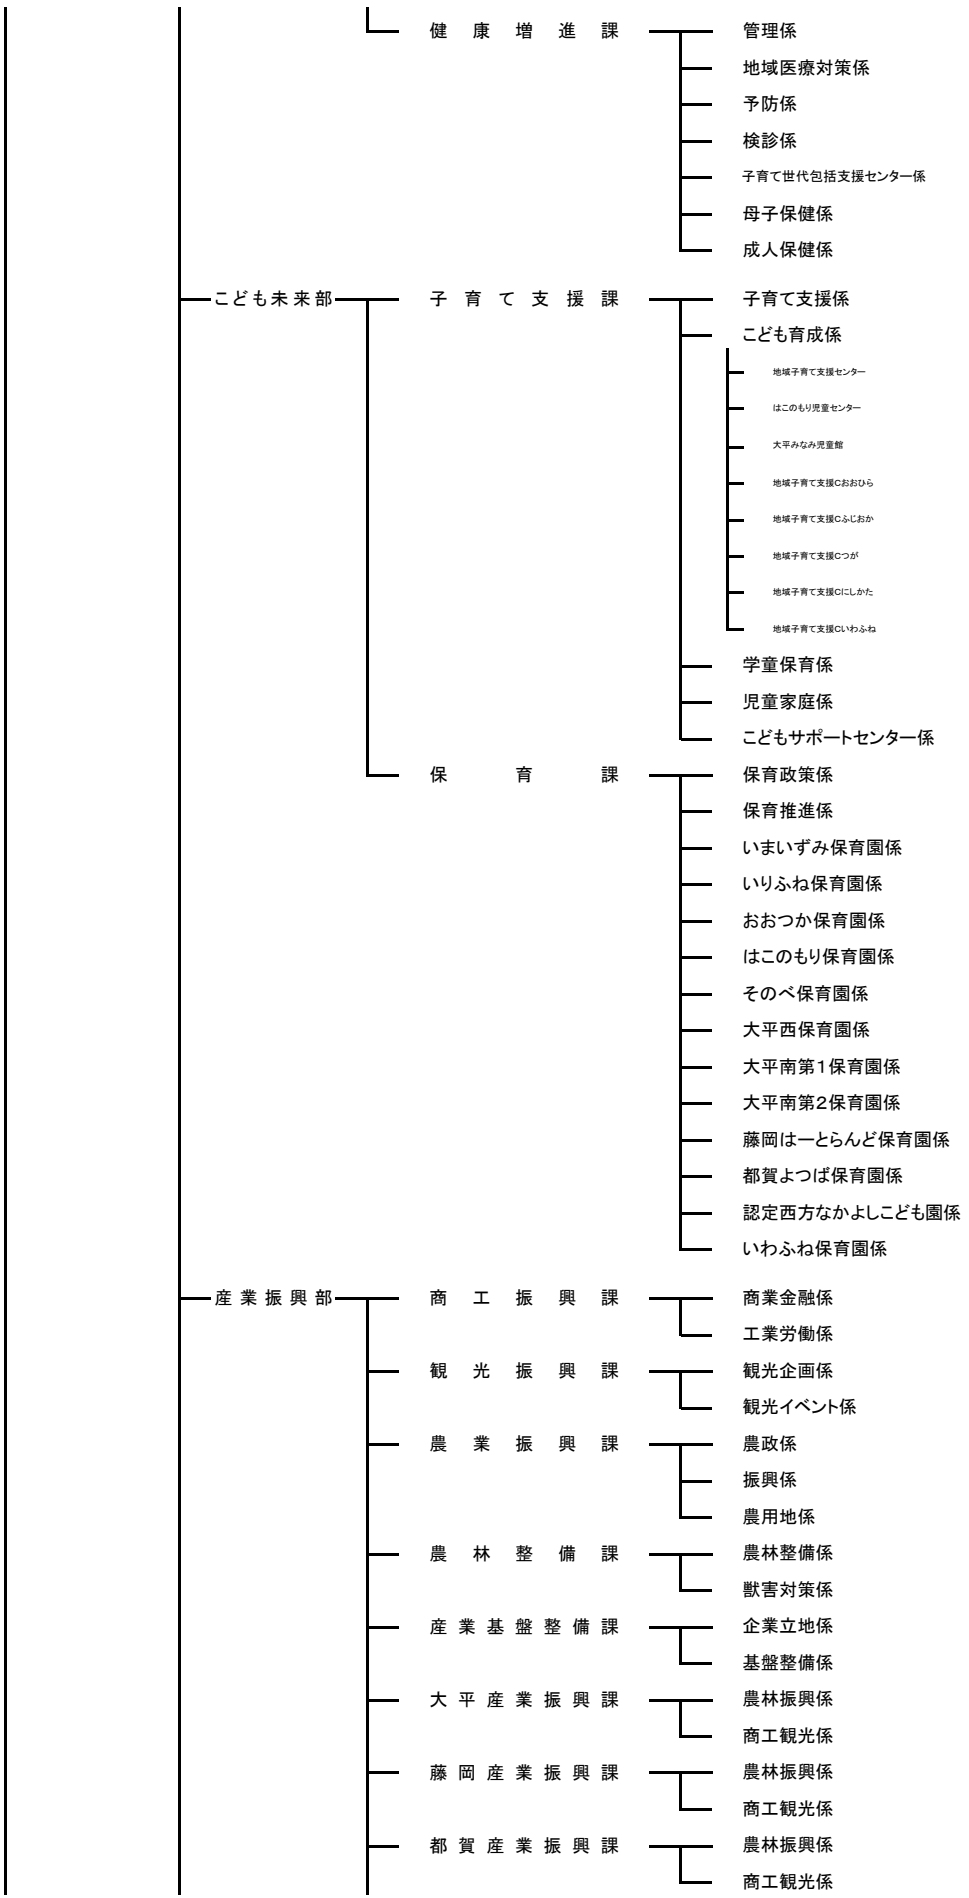 健康増進課 管理係
地域医療対策係
予防係
検診係
子育て世代包括支援センター係
母子保健係
成人保健係
こども未来部 子育て支援課 子育て支援係
こども育成係
地域子育て支援センター
はこのもり児童センター
大平みなみ児童館
地域子育て支援Cおおひら
地域子育て支援Cふじおか
地域子育て支援Cつが
地域子育て支援Cにしかた
地域子育て支援Cいわふね
学童保育係
児童家庭係
こどもサポートセンター係
保育課 保育政策係
保育推進係
いまいずみ保育園係
いりふね保育園係
おおつか保育園係
はこのもり保育園係
そのべ保育園係
大平西保育園係
大平南第1保育園係
大平南第2保育園係
藤岡はーとらんど保育園係
都賀よつば保育園係
認定西方なかよしこども園係
いわふね保育園係
産業振興部 商工振興課 商業金融係
工業労働係
観光振興課 観光企画係
観光イベント係
農業振興課 農政係
振興係
農用地係
農林整備課 農林整備係
獣害対策係
産業基盤整備課 企業立地係
基盤整備係
大平産業振興課 農林振興係
商工観光係
藤岡産業振興課 農林振興係
商工観光係
都賀産業振興課 農林振興係
商工観光係